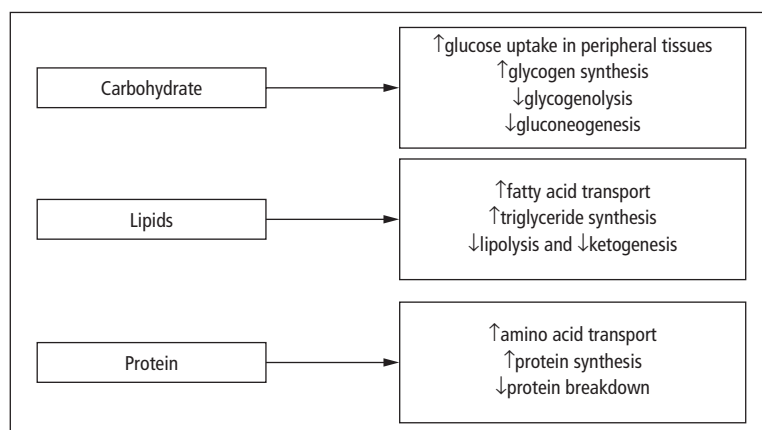 Carbohydrate
↑glucose uptake in peripheral tissues
↑glycogen synthesis
↓glycogenolysis
↓gluconeogenesis
Lipids
↑fatty acid transport
↑triglyceride synthesis
↓lipolysis and ↓ketogenesis
Protein
↑amino acid transport
↑protein synthesis
↓protein breakdown